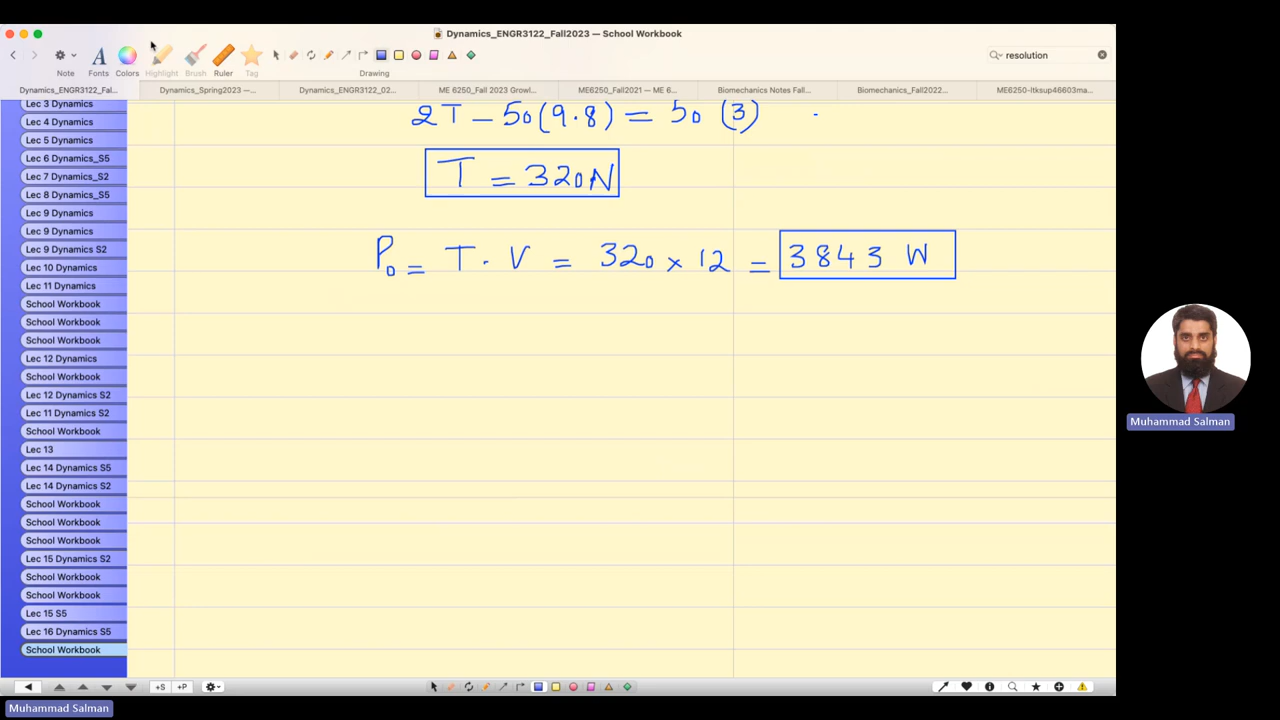 Dynamics_ENGR3122_Fall2023 — School Workbook
resolution
Note Fonts Colors Highlight Brush Ruler Tag Drawing
Dynamics_ENGR3122_Fal... Dynamics_Spring2023 —... Dynamics_ENGR3122_02... ME 6250_Fall 2023 Growl... ME6250_Fall2021 — ME 6... Biomechanics Notes Fall... Biomechanics_Fall2022... ME6250-ltksup46603ma...
Lec 3 Dynamics
Lec 4 Dynamics
Lec 5 Dynamics
Lec 6 Dynamics_S5
Lec 7 Dynamics_S2
Lec 8 Dynamics_S5
Lec 9 Dynamics
Lec 9 Dynamics
Lec 9 Dynamics S2
Lec 10 Dynamics
Lec 11 Dynamics
School Workbook
School Workbook
School Workbook
Lec 12 Dynamics
School Workbook
Lec 12 Dynamics S2
Lec 11 Dynamics S2
School Workbook
Lec 13
Lec 14 Dynamics S5
Lec 14 Dynamics S2
School Workbook
School Workbook
School Workbook
Lec 15 Dynamics S2
School Workbook
School Workbook
Lec 15 S5
Lec 16 Dynamics S5
School Workbook
2T - 50(9.8) = 50 (3)
T = 320N
P₀ = T · V = 320 × 12 = 3843 W
+S +P
Muhammad Salman
Muhammad Salman